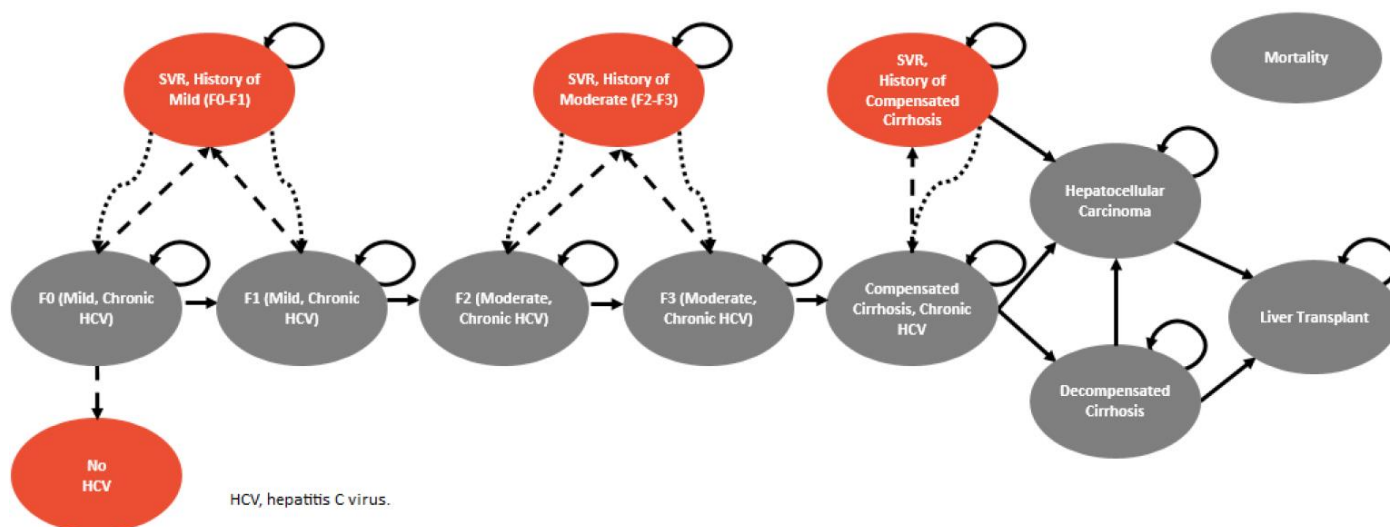 SVR, History of
Mild (F0-F1)
SVR, History of
Moderate (F2-F3)
SVR,
History of
Compensated
Cirrhosis
Mortality
Hepatocellular
Carcinoma
F0 (Mild, Chronic
HCV)
F1 (Mild, Chronic
HCV)
F2 (Moderate,
Chronic HCV)
F3 (Moderate,
Chronic HCV)
Compensated
Cirrhosis, Chronic
HCV
Liver Transplant
Decompensated
Cirrhosis
No
HCV
HCV, hepatitis C virus.